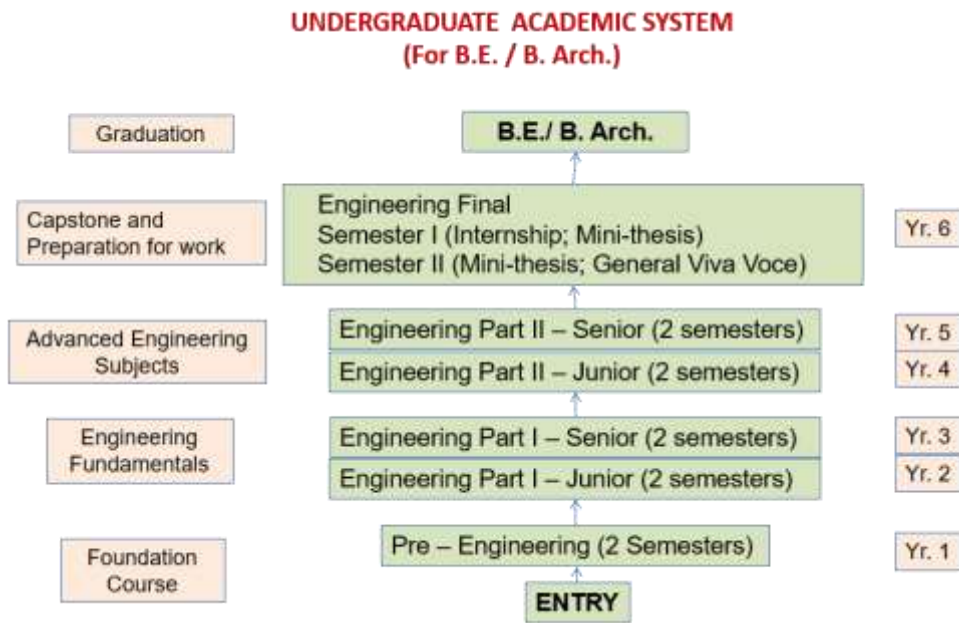 UNDERGRADUATE ACADEMIC SYSTEM
(For B.E. / B. Arch.)
Graduation
B.E./ B. Arch.
Capstone and
Preparation for work
Engineering Final
Semester I (Internship; Mini-thesis)
Semester II (Mini-thesis; General Viva Voce)
Yr. 6
Advanced Engineering
Subjects
Engineering Part II – Senior (2 semesters)
Yr. 5
Engineering Part II – Junior (2 semesters)
Yr. 4
Engineering
Fundamentals
Engineering Part I – Senior (2 semesters)
Yr. 3
Engineering Part I – Junior (2 semesters)
Yr. 2
Foundation
Course
Pre – Engineering (2 Semesters)
Yr. 1
ENTRY